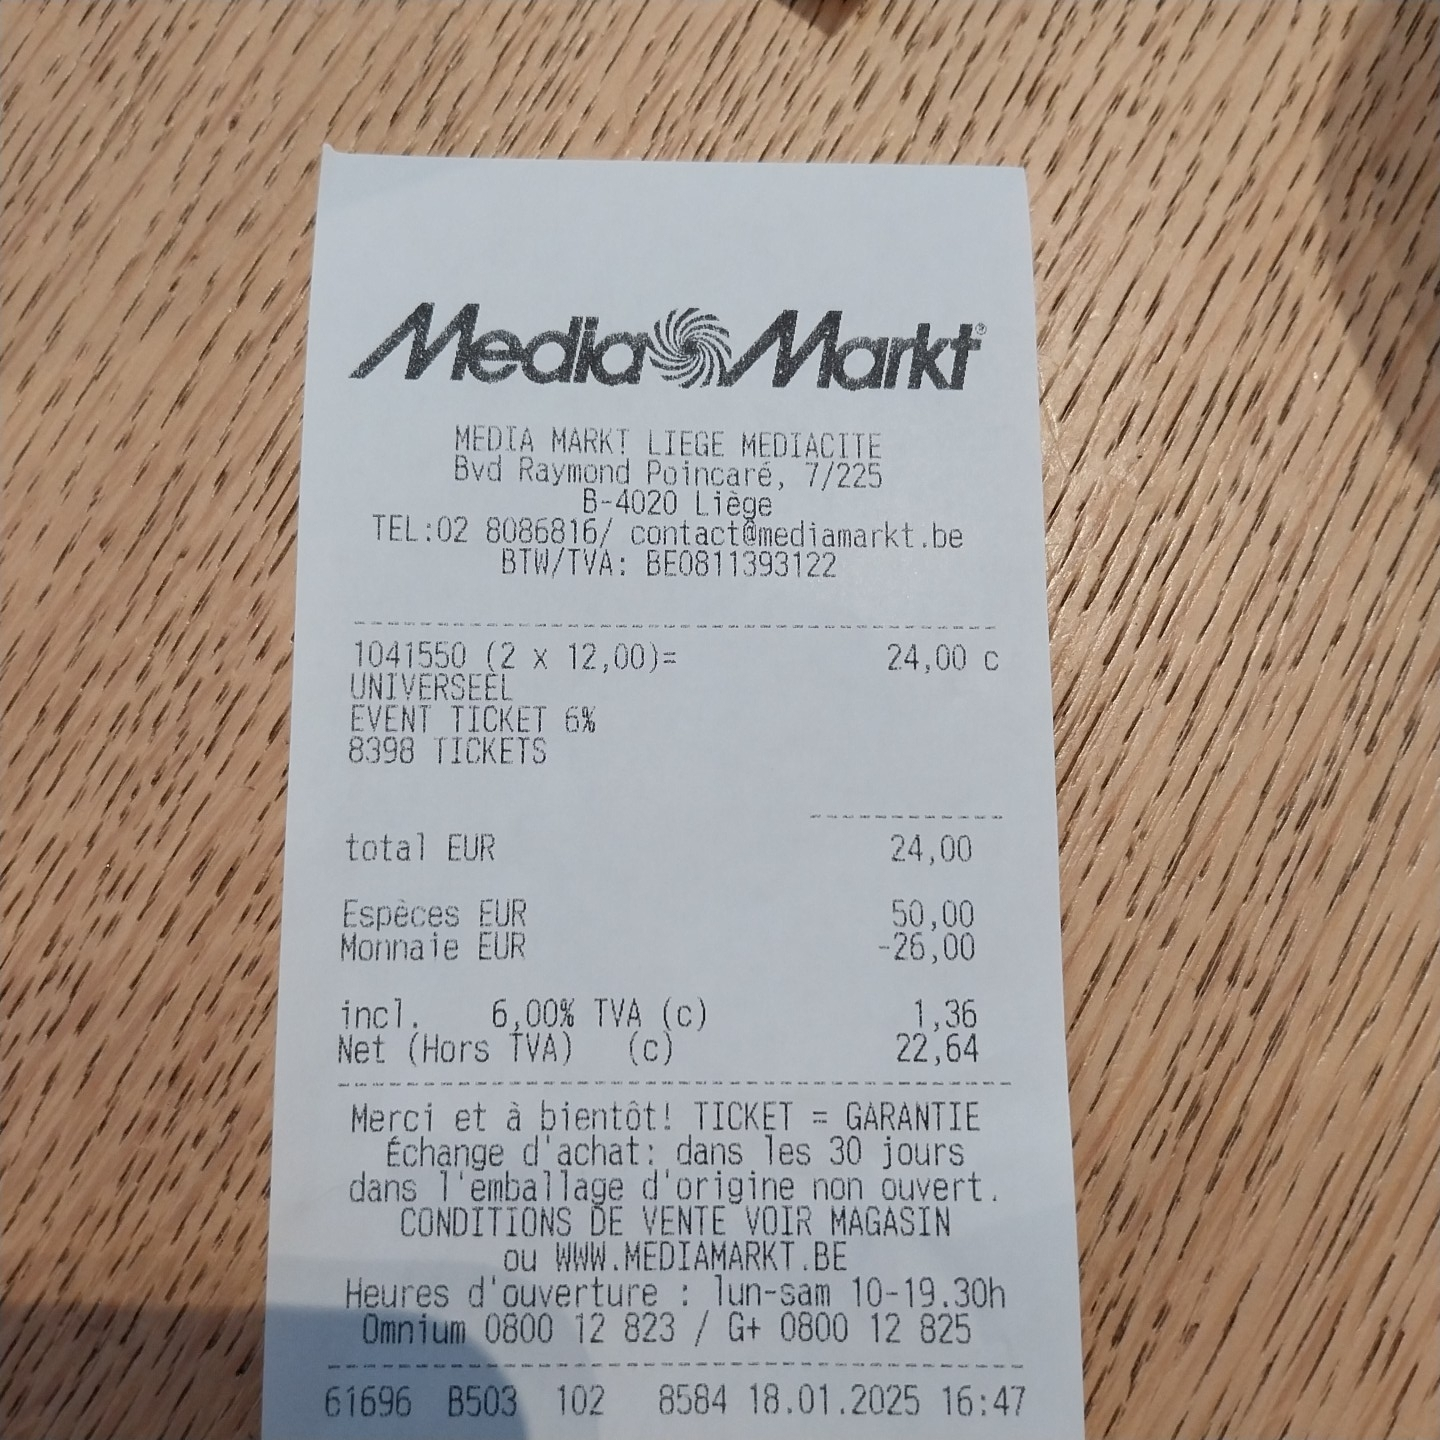 MediaMarkt®
MEDIA MARKT LIEGE MEDIACITE
Bvd Raymond Poincaré, 7/225
B-4020 Liège
TEL:02 8086816/ contact@mediamarkt.be
BTW/TVA: BE0811393122
1041550 (2 x 12,00)= 24,00 c
UNIVERSEEL
EVENT TICKET 6%
8398 TICKETS
total EUR 24,00
Espèces EUR 50,00
Monnaie EUR -26,00
incl. 6,00% TVA (c) 1,36
Net (Hors TVA) (c) 22,64
Merci et à bientôt! TICKET = GARANTIE
Échange d'achat: dans les 30 jours
dans l'emballage d'origine non ouvert.
CONDITIONS DE VENTE VOIR MAGASIN
ou WWW.MEDIAMARKT.BE
Heures d'ouverture : lun-sam 10-19.30h
Omnium 0800 12 823 / G+ 0800 12 825
61696 B503 102 8584 18.01.2025 16:47